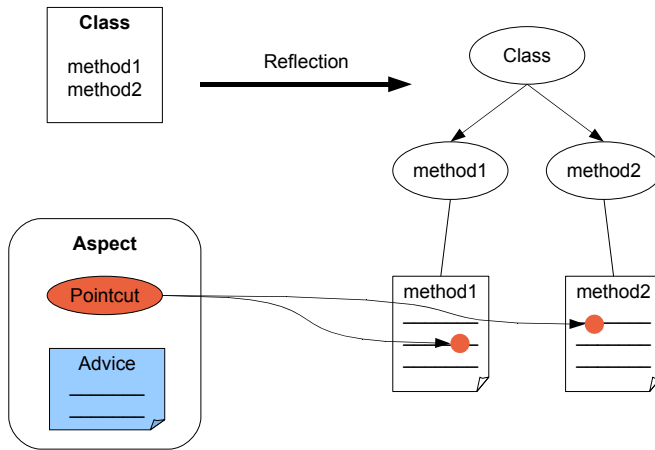 Class
method1
method2
Reflection
Class
method1
method2
Aspect
Pointcut
Advice
method1
method2